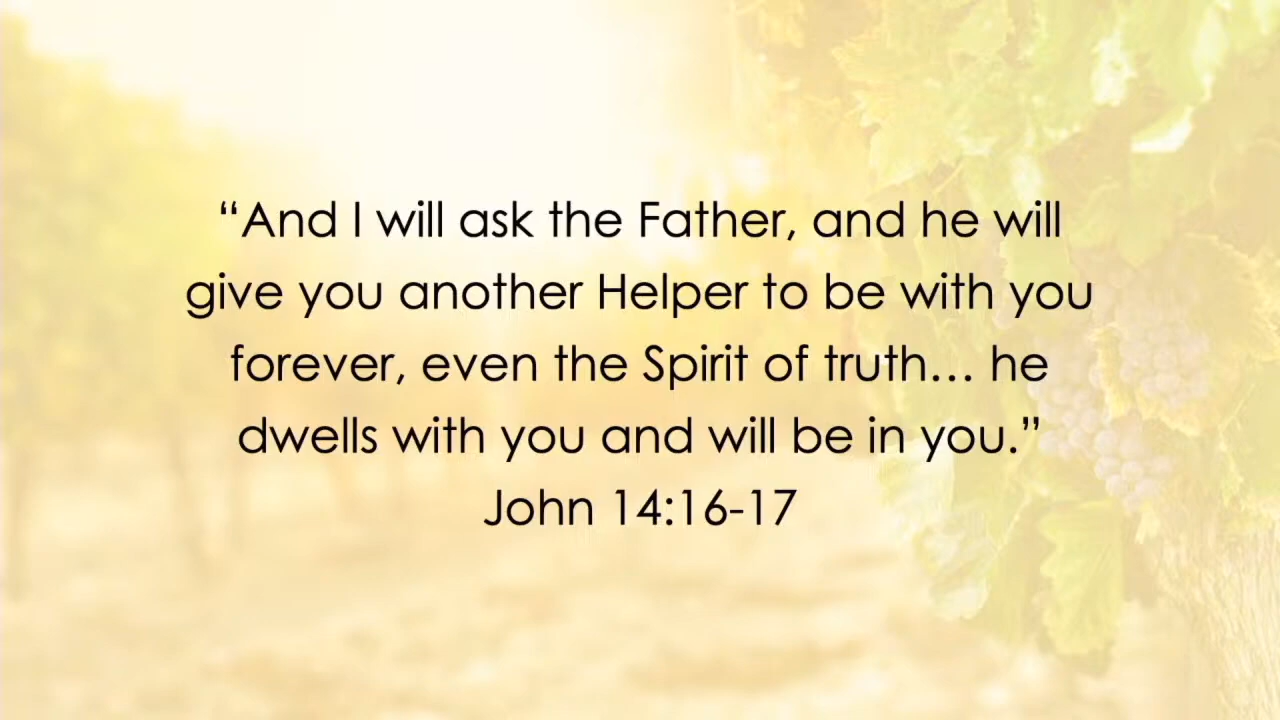 “And I will ask the Father, and he will
give you another Helper to be with you
forever, even the Spirit of truth… he
dwells with you and will be in you.”
John 14:16-17